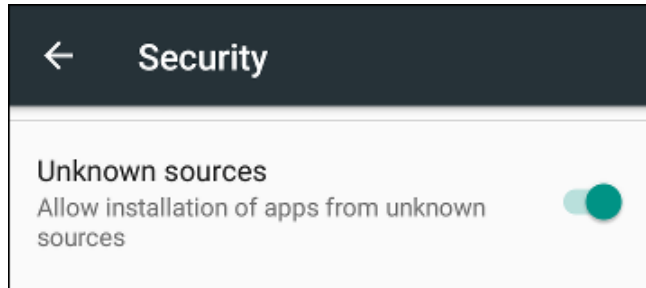 Security
Unknown sources
Allow installation of apps from unknown
sources